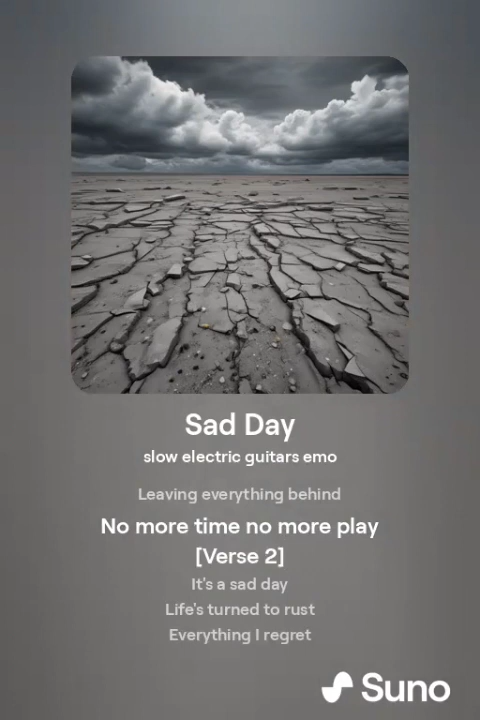 Sad Day
slow electric guitars emo
Leaving everything behind
No more time no more play
[Verse 2]
It's a sad day
Life's turned to rust
Everything I regret
Suno